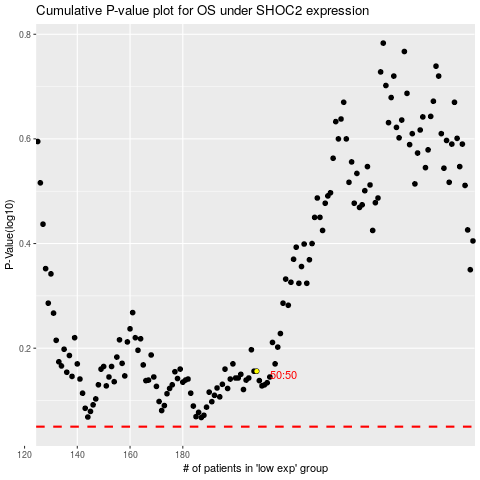 Cumulative P-value plot for OS under SHOC2 expression
0.8
0.6
0.4
0.2
P-Value(log10)
50:50
120 140 160 180
# of patients in 'low exp' group